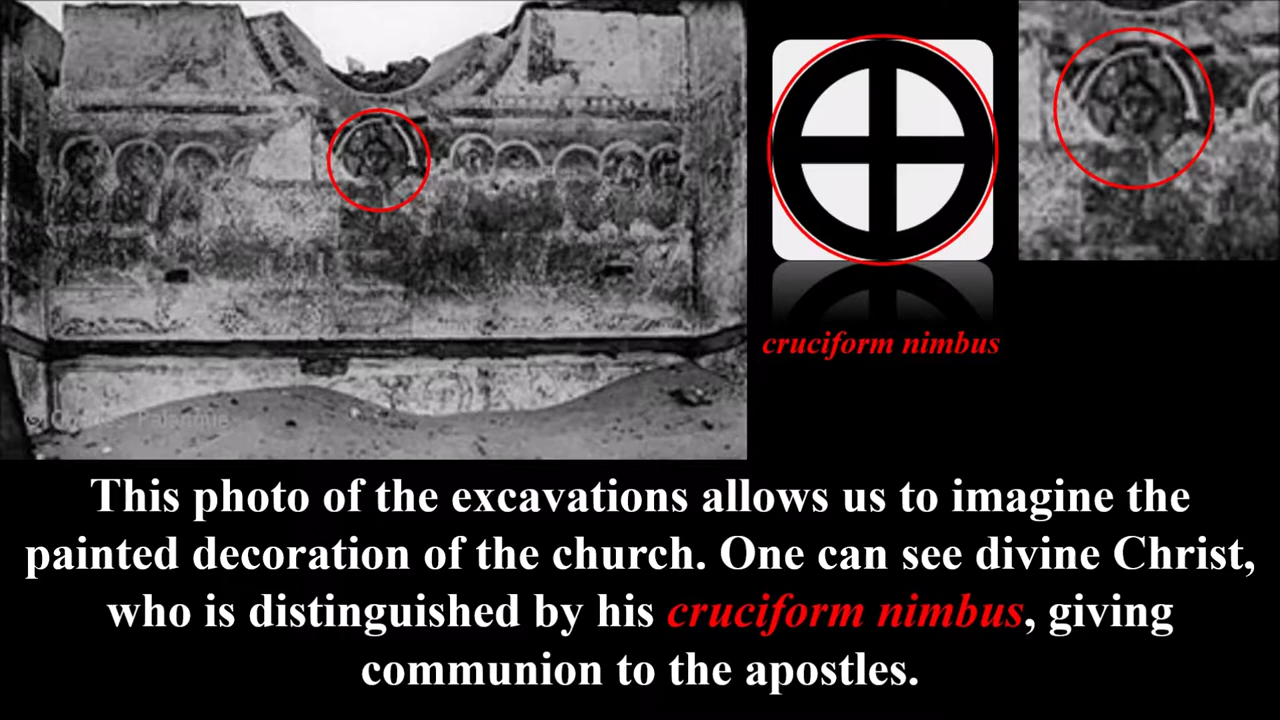 cruciform nimbus
This photo of the excavations allows us to imagine the
painted decoration of the church. One can see divine Christ,
who is distinguished by his cruciform nimbus, giving
communion to the apostles.